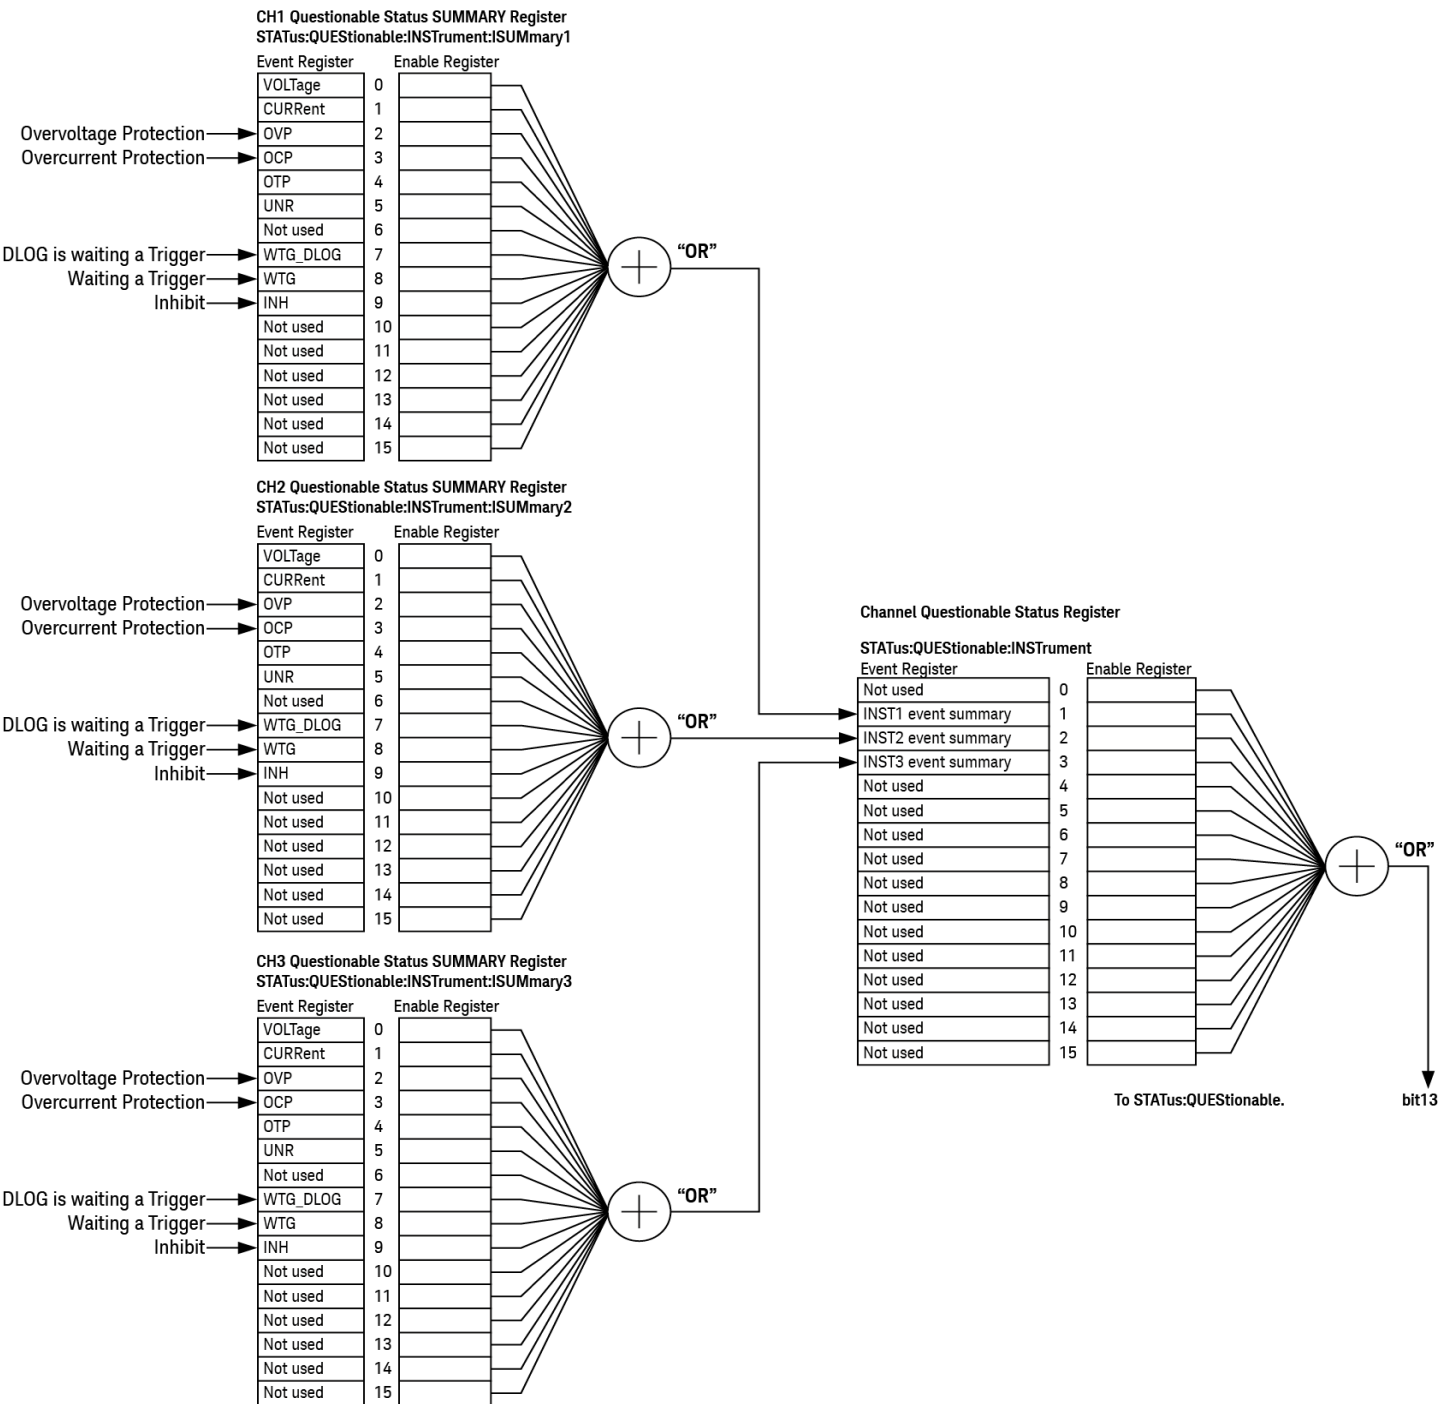 CH1 Questionable Status SUMMARY Register
STATus:QUEStionable:INSTrument:ISUMmary1
Event Register Enable Register
VOLTage 0
CURRent 1
Overvoltage Protection OVP 2
Overcurrent Protection OCP 3
OTP 4
UNR 5
Not used 6
DLOG is waiting a Trigger WTG_DLOG 7
Waiting a Trigger WTG 8
Inhibit INH 9
Not used 10
Not used 11
Not used 12
Not used 13
Not used 14
Not used 15
“OR”
CH2 Questionable Status SUMMARY Register
STATus:QUEStionable:INSTrument:ISUMmary2
Event Register Enable Register
VOLTage 0
CURRent 1
Overvoltage Protection OVP 2
Overcurrent Protection OCP 3
OTP 4
UNR 5
Not used 6
DLOG is waiting a Trigger WTG_DLOG 7
Waiting a Trigger WTG 8
Inhibit INH 9
Not used 10
Not used 11
Not used 12
Not used 13
Not used 14
Not used 15
“OR”
CH3 Questionable Status SUMMARY Register
STATus:QUEStionable:INSTrument:ISUMmary3
Event Register Enable Register
VOLTage 0
CURRent 1
Overvoltage Protection OVP 2
Overcurrent Protection OCP 3
OTP 4
UNR 5
Not used 6
DLOG is waiting a Trigger WTG_DLOG 7
Waiting a Trigger WTG 8
Inhibit INH 9
Not used 10
Not used 11
Not used 12
Not used 13
Not used 14
Not used 15
“OR”
Channel Questionable Status Register
STATus:QUEStionable:INSTrument
Event Register Enable Register
Not used 0
INST1 event summary 1
INST2 event summary 2
INST3 event summary 3
Not used 4
Not used 5
Not used 6
Not used 7
Not used 8
Not used 9
Not used 10
Not used 11
Not used 12
Not used 13
Not used 14
Not used 15
“OR”
To STATus:QUEStionable. bit13